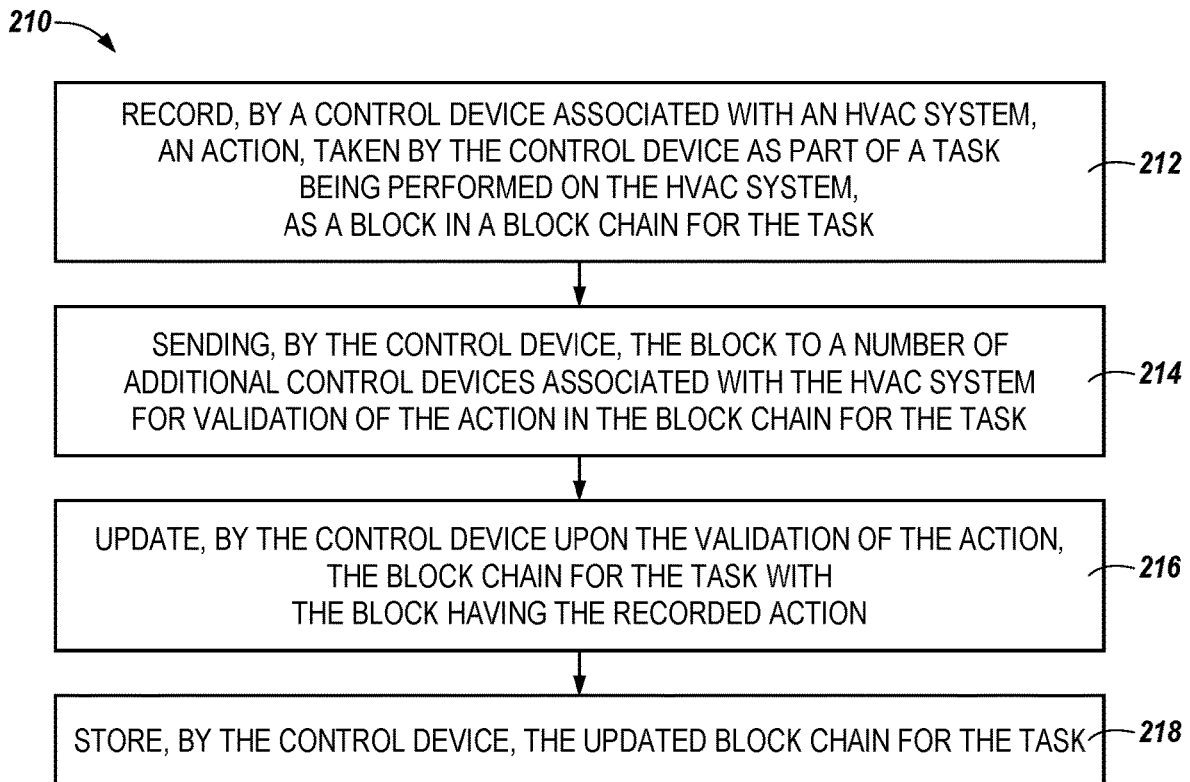 210
RECORD, BY A CONTROL DEVICE ASSOCIATED WITH AN HVAC SYSTEM,
AN ACTION, TAKEN BY THE CONTROL DEVICE AS PART OF A TASK
BEING PERFORMED ON THE HVAC SYSTEM,
AS A BLOCK IN A BLOCK CHAIN FOR THE TASK
212
SENDING, BY THE CONTROL DEVICE, THE BLOCK TO A NUMBER OF
ADDITIONAL CONTROL DEVICES ASSOCIATED WITH THE HVAC SYSTEM
FOR VALIDATION OF THE ACTION IN THE BLOCK CHAIN FOR THE TASK
214
UPDATE, BY THE CONTROL DEVICE UPON THE VALIDATION OF THE ACTION,
THE BLOCK CHAIN FOR THE TASK WITH
THE BLOCK HAVING THE RECORDED ACTION
216
STORE, BY THE CONTROL DEVICE, THE UPDATED BLOCK CHAIN FOR THE TASK
218